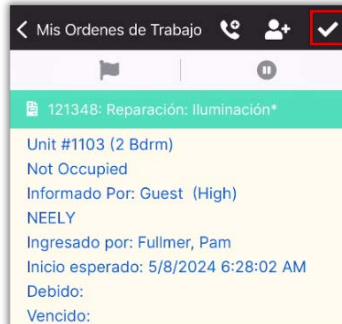 Mis Ordenes de Trabajo
121348: Reparación: Iluminación*
Unit #1103 (2 Bdrm)
Not Occupied
Informado Por: Guest (High)
NEELY
Ingresado por: Fullmer, Pam
Inicio esperado: 5/8/2024 6:28:02 AM
Debido:
Vencido: